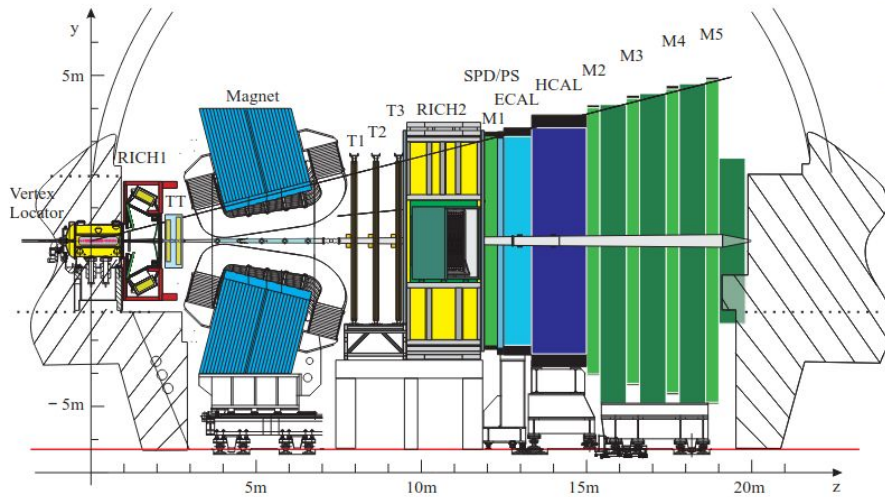 y
5m
Magnet
T1
T2
T3
RICH2
M1
SPD/PS
ECAL
HCAL
M2
M3
M4
M5
RICH1
TT
Vertex
Locator
− 5m
5m
10m
15m
20m
z